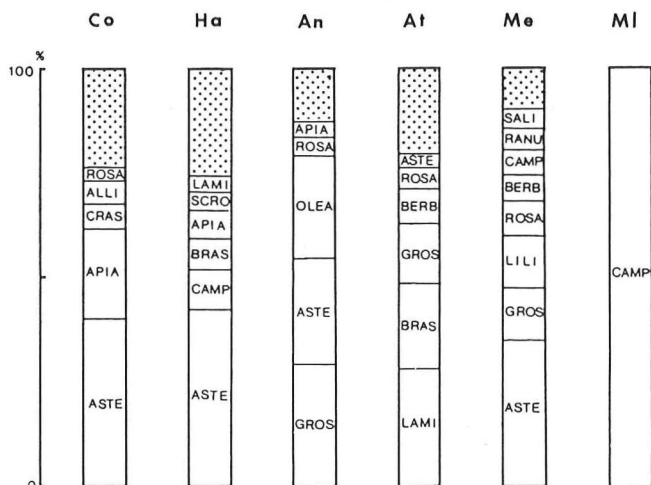 Co Ha An At Me Ml
%
100
0
ROSA
ALLI
CRAS
APIA
ASTE
LAMI
SCRO
APIA
BRAS
CAMP
ASTE
APIA
ROSA
OLEA
ASTE
GROS
ASTE
ROSA
BERB
GROS
BRAS
LAMI
SALI
RANU
CAMP
BERB
ROSA
LILI
GROS
ASTE
CAMP